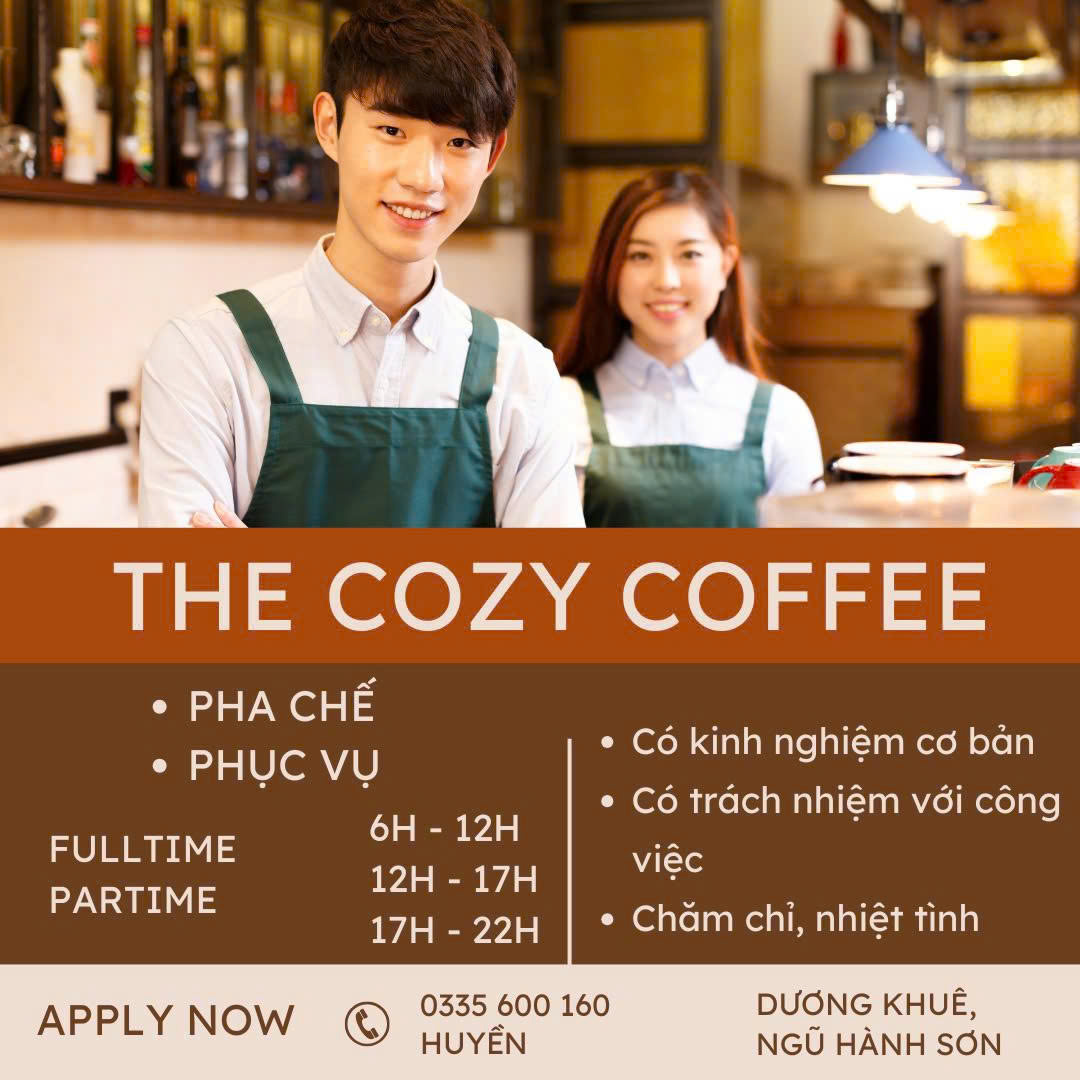 THE COZY COFFEE
• PHA CHẾ
• PHỤC VỤ
FULLTIME
PARTIME
6H - 12H
12H - 17H
17H - 22H
• Có kinh nghiệm cơ bản
• Có trách nhiệm với công
việc
• Chăm chỉ, nhiệt tình
APPLY NOW
0335 600 160
HUYỀN
DƯƠNG KHUÊ,
NGŨ HÀNH SƠN